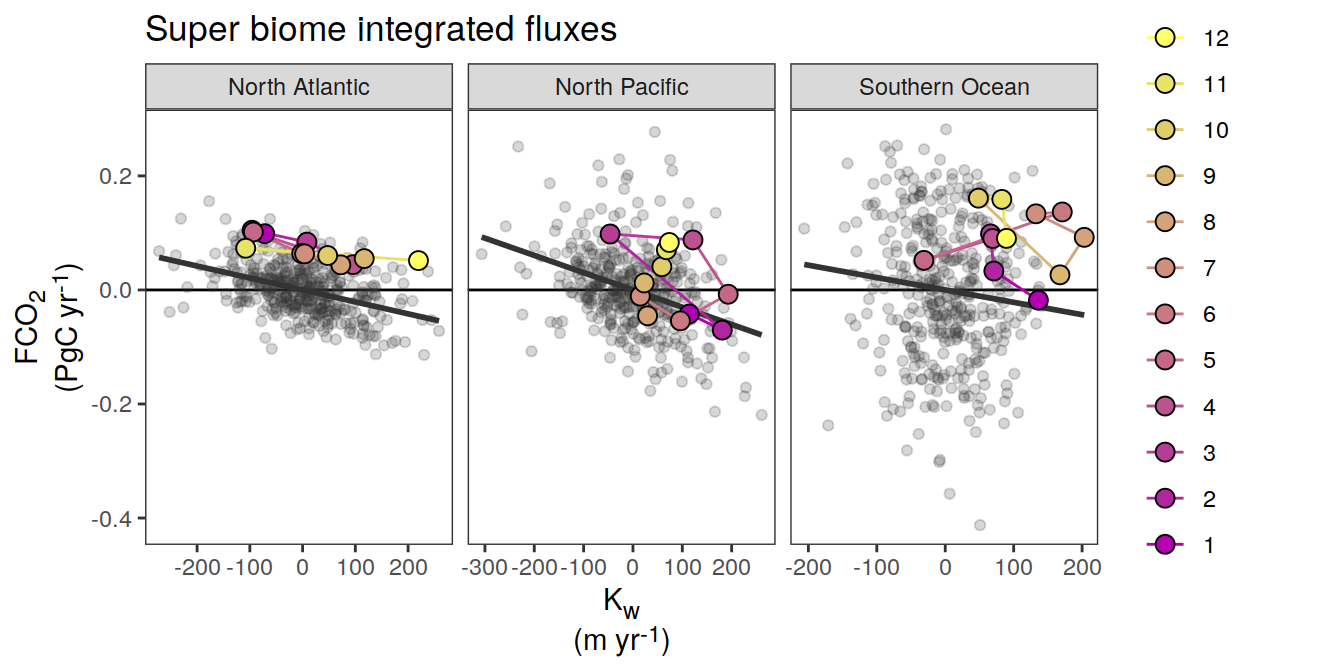 Super biome integrated fluxes
North Atlantic
North Pacific
Southern Ocean
FCO2
(PgC yr-1)
0.2
0.0
-0.2
-0.4
-200 -100 0 100 200
-300 -200 -100 0 100 200
-200 -100 0 100 200
Kw
(m yr-1)
12
11
10
9
8
7
6
5
4
3
2
1